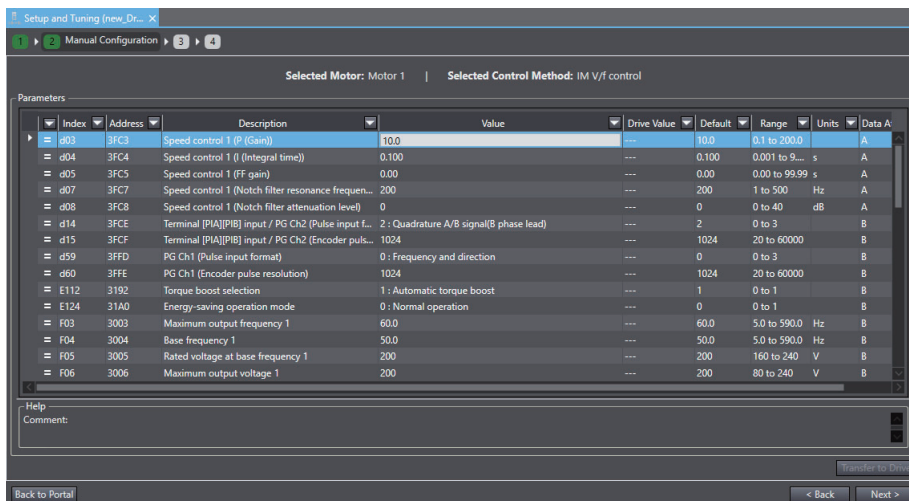 Setup and Tuning (new_Dr... ×
1 2 Manual Configuration 3 4
Selected Motor: Motor 1 | Selected Control Method: IM V/f control
Parameters
Index Address Description Value Drive Value Default Range Units Data A
= d03 3FC3 Speed control 1 (P (Gain)) 10.0 --- 10.0 0.1 to 200.0 A
= d04 3FC4 Speed control 1 (I (Integral time)) 0.100 --- 0.100 0.001 to 9.... s A
= d05 3FC5 Speed control 1 (FF gain) 0.00 --- 0.00 0.00 to 99.99 s A
= d07 3FC7 Speed control 1 (Notch filter resonance frequen... 200 --- 200 1 to 500 Hz A
= d08 3FC8 Speed control 1 (Notch filter attenuation level) 0 --- 0 0 to 40 dB A
= d14 3FCE Terminal [PIA][PIB] input / PG Ch2 (Pulse input f... 2 : Quadrature A/B signal(B phase lead) --- 2 0 to 3 B
= d15 3FCF Terminal [PIA][PIB] input / PG Ch2 (Encoder puls... 1024 --- 1024 20 to 60000 B
= d59 3FFD PG Ch1 (Pulse input format) 0 : Frequency and direction --- 0 0 to 3 B
= d60 3FFE PG Ch1 (Encoder pulse resolution) 1024 --- 1024 20 to 60000 B
= E112 3192 Torque boost selection 1 : Automatic torque boost --- 1 0 to 1 B
= E124 31A0 Energy-saving operation mode 0 : Normal operation --- 0 0 to 1 B
= F03 3003 Maximum output frequency 1 60.0 --- 60.0 5.0 to 590.0 Hz B
= F04 3004 Base frequency 1 50.0 --- 50.0 5.0 to 590.0 Hz B
= F05 3005 Rated voltage at base frequency 1 200 --- 200 160 to 240 V B
= F06 3006 Maximum output voltage 1 200 --- 200 80 to 240 V B
Help
Comment:
Transfer to Drive
Back to Portal < Back Next >